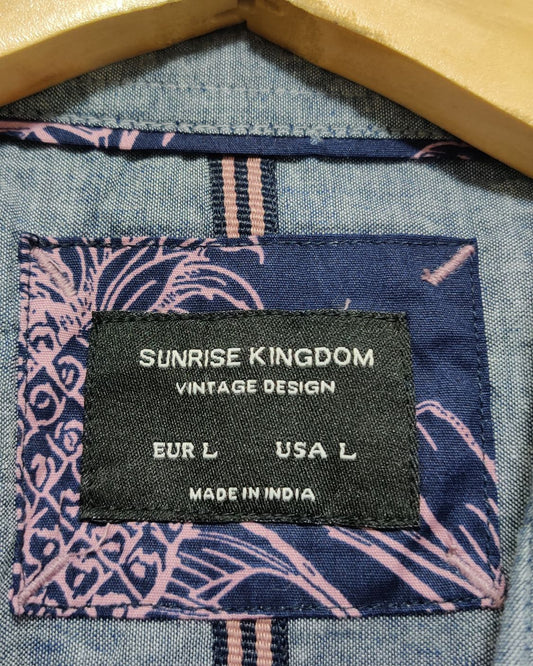 SUNRISE KINGDOM
VINTAGE DESIGN
EUR L USA L
MADE IN INDIA